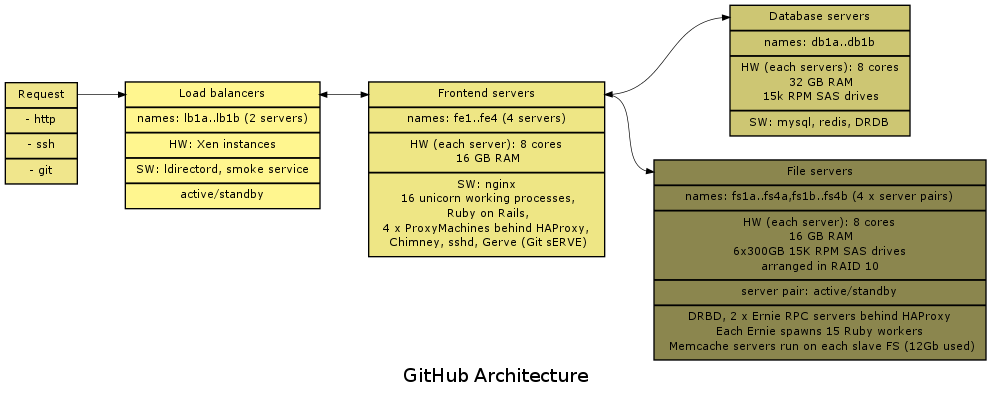 Request
- http
- ssh
- git
Load balancers
names: lb1a..lb1b (2 servers)
HW: Xen instances
SW: ldirectord, smoke service
active/standby
Frontend servers
names: fe1..fe4 (4 servers)
HW (each server): 8 cores
16 GB RAM
SW: nginx
16 unicorn working processes,
Ruby on Rails,
4 x ProxyMachines behind HAProxy,
Chimney, sshd, Gerve (Git sERVE)
Database servers
names: db1a..db1b
HW (each servers): 8 cores
32 GB RAM
15k RPM SAS drives
SW: mysql, redis, DRDB
File servers
names: fs1a..fs4a,fs1b..fs4b (4 x server pairs)
HW (each server): 8 cores
16 GB RAM
6x300GB 15K RPM SAS drives
arranged in RAID 10
server pair: active/standby
DRBD, 2 x Ernie RPC servers behind HAProxy
Each Ernie spawns 15 Ruby workers
Memcache servers run on each slave FS (12Gb used)
GitHub Architecture